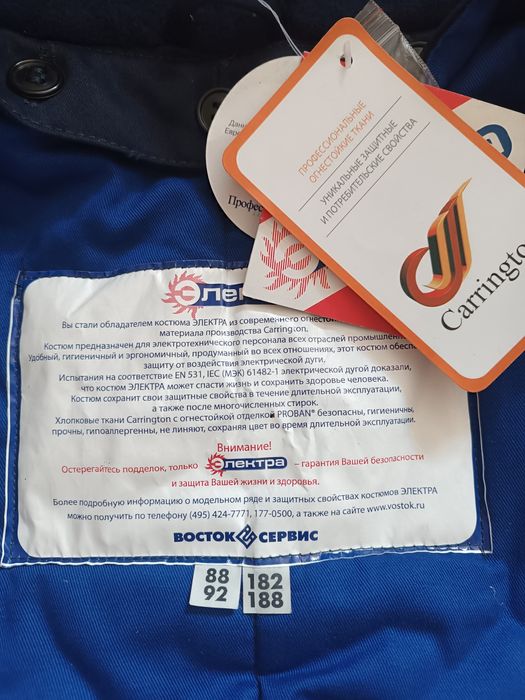 Дан
Евро
Профес
ПРОФЕССИОНАЛЬНЫЕ
ОГНЕСТОЙКИЕ ТКАНИ
УНИКАЛЬНЫЕ ЗАЩИТНЫЕ
И ПОТРЕБИТЕЛЬСКИЕ СВОЙСТВА
Carrington
Элек
Вы стали обладателем костюма ЭЛЕКТРА из современного огнестой
материала производства Carrington.
Костюм предназначен для электротехнического персонала всех отраслей промышленн
Удобный, гигиеничный и эргономичный, продуманный во всех отношениях, этот костюм обеспе
защиту от воздействия электрической дуги.
Испытания на соответствие EN 531, IEC (МЭК) 61482-1 электрической дугой доказали,
что костюм ЭЛЕКТРА может спасти жизнь и сохранить здоровье человека.
Костюм сохранит свои защитные свойства в течение длительной эксплуатации,
а также после многочисленных стирок.
Хлопковые ткани Carrington с огнестойкой отделкой PROBAN® безопасны, гигиеничны,
прочны, гипоаллергенны, не линяют, сохраняя цвет во время длительной эксплуатации.
Внимание!
Остерегайтесь подделок, только Электра – гарантия Вашей безопасности
и защита Вашей жизни и здоровья.
Более подробную информацию о модельном ряде и защитных свойствах костюмов ЭЛЕКТРА
можно получить по телефону (495) 424-7771, 177-0500, а также на сайте www.vostok.ru
ВОСТОК СЕРВИС
88 182
92 188